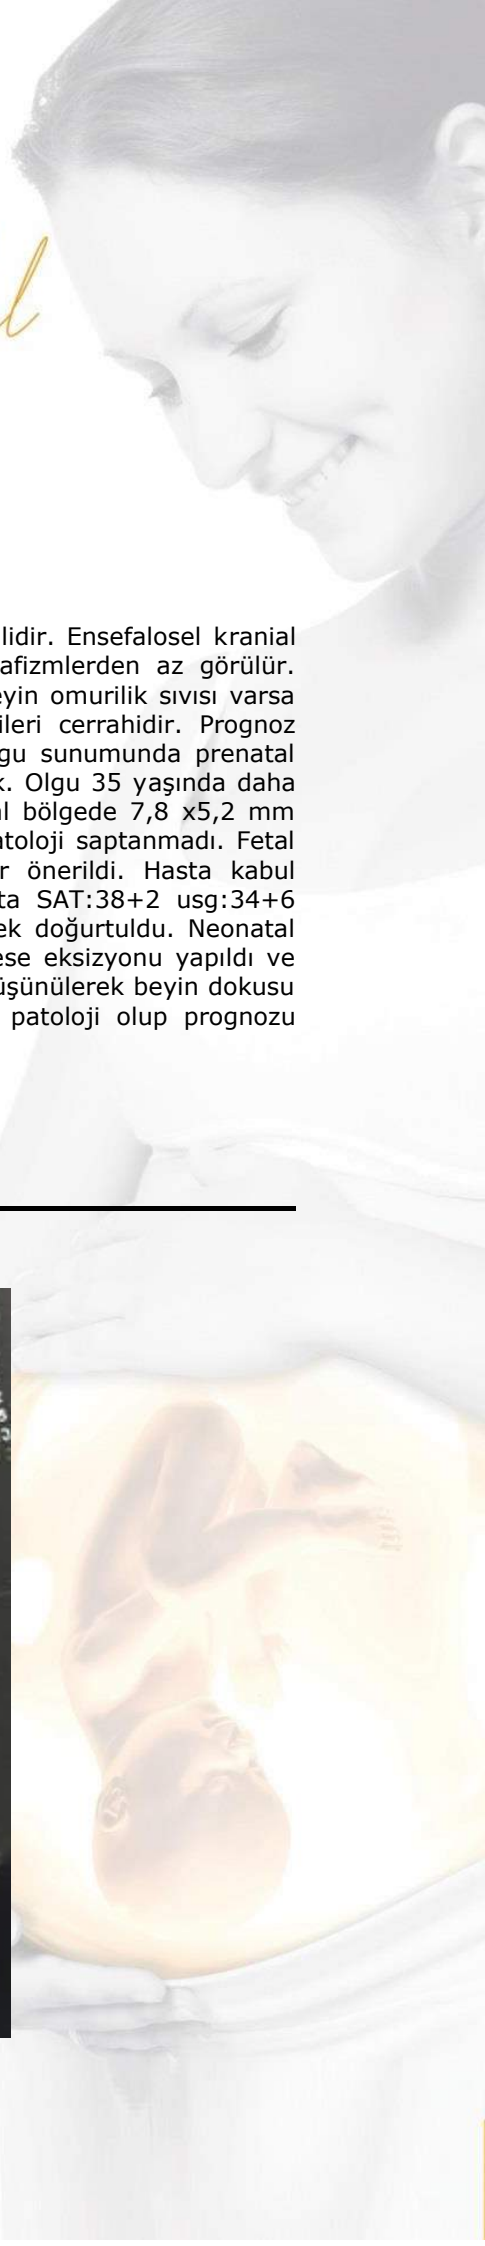 lidir. Ensefalosel kranial
afizmlerden az görülür.
eyin omurilik sıvısı varsa
ileri cerrahidir. Prognoz
gu sunumunda prenatal
k. Olgu 35 yaşında daha
al bölgede 7,8 x5,2 mm
atoloji saptanmadı. Fetal
r önerildi. Hasta kabul
ta SAT:38+2 usg:34+6
ek doğurtuldu. Neonatal
ese eksizyonu yapıldı ve
üşünülerek beyin dokusu
patoloji olup prognozu